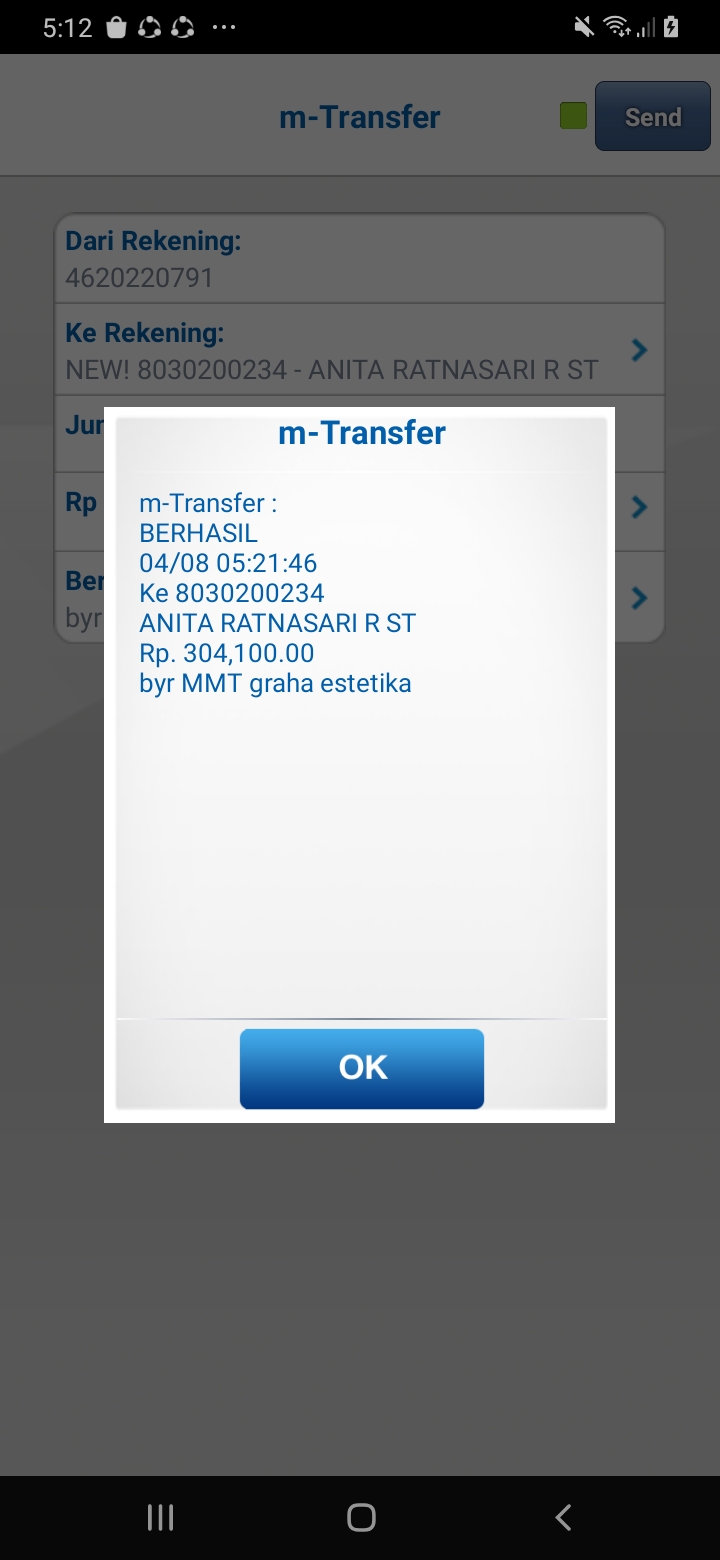 5:12
m-Transfer
Send
Dari Rekening:
4620220791
Ke Rekening:
NEW! 8030200234 - ANITA RATNASARI R ST
Jun
Rp
Ber
byr
m-Transfer
m-Transfer :
BERHASIL
04/08 05:21:46
Ke 8030200234
ANITA RATNASARI R ST
Rp. 304,100.00
byr MMT graha estetika
OK